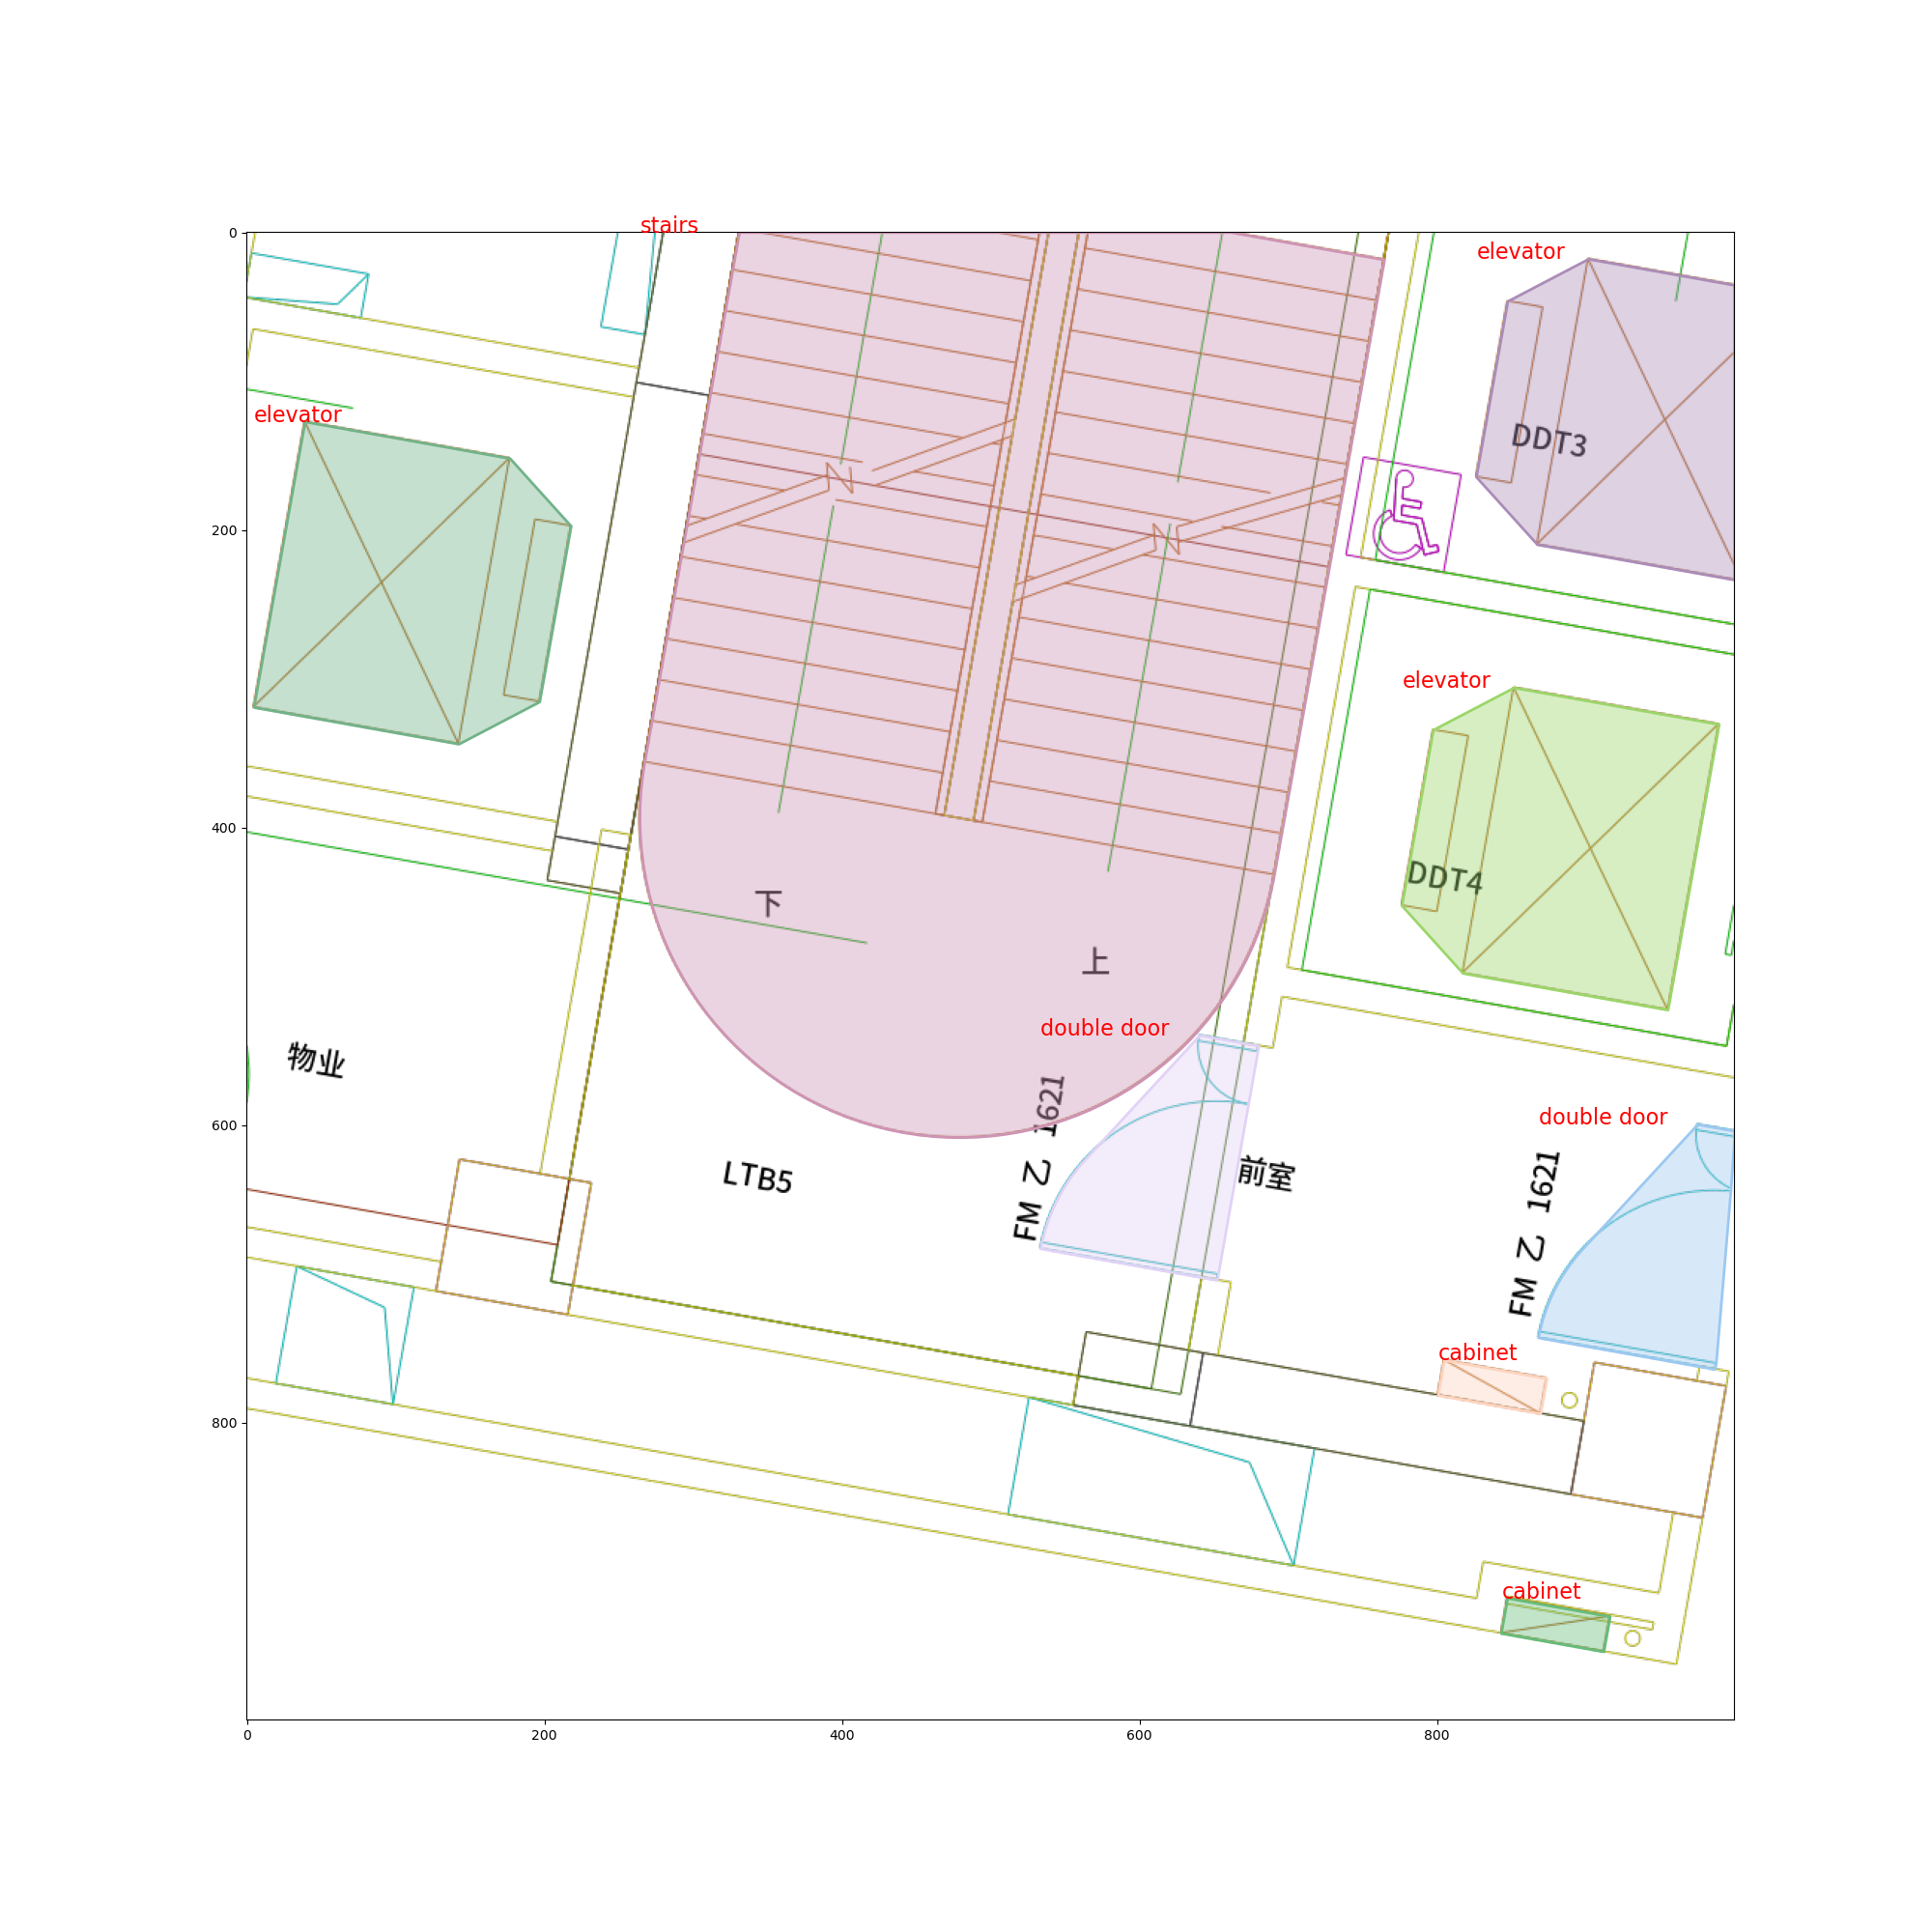 stairs
elevator
elevator
DDT3
elevator
elevator
DDT4
下
上
double door
物业
FM 乙 1621
LTB5
前室
double door
FM 乙 1621
cabinet
cabinet
0
200
400
600
800
0
200
400
600
800